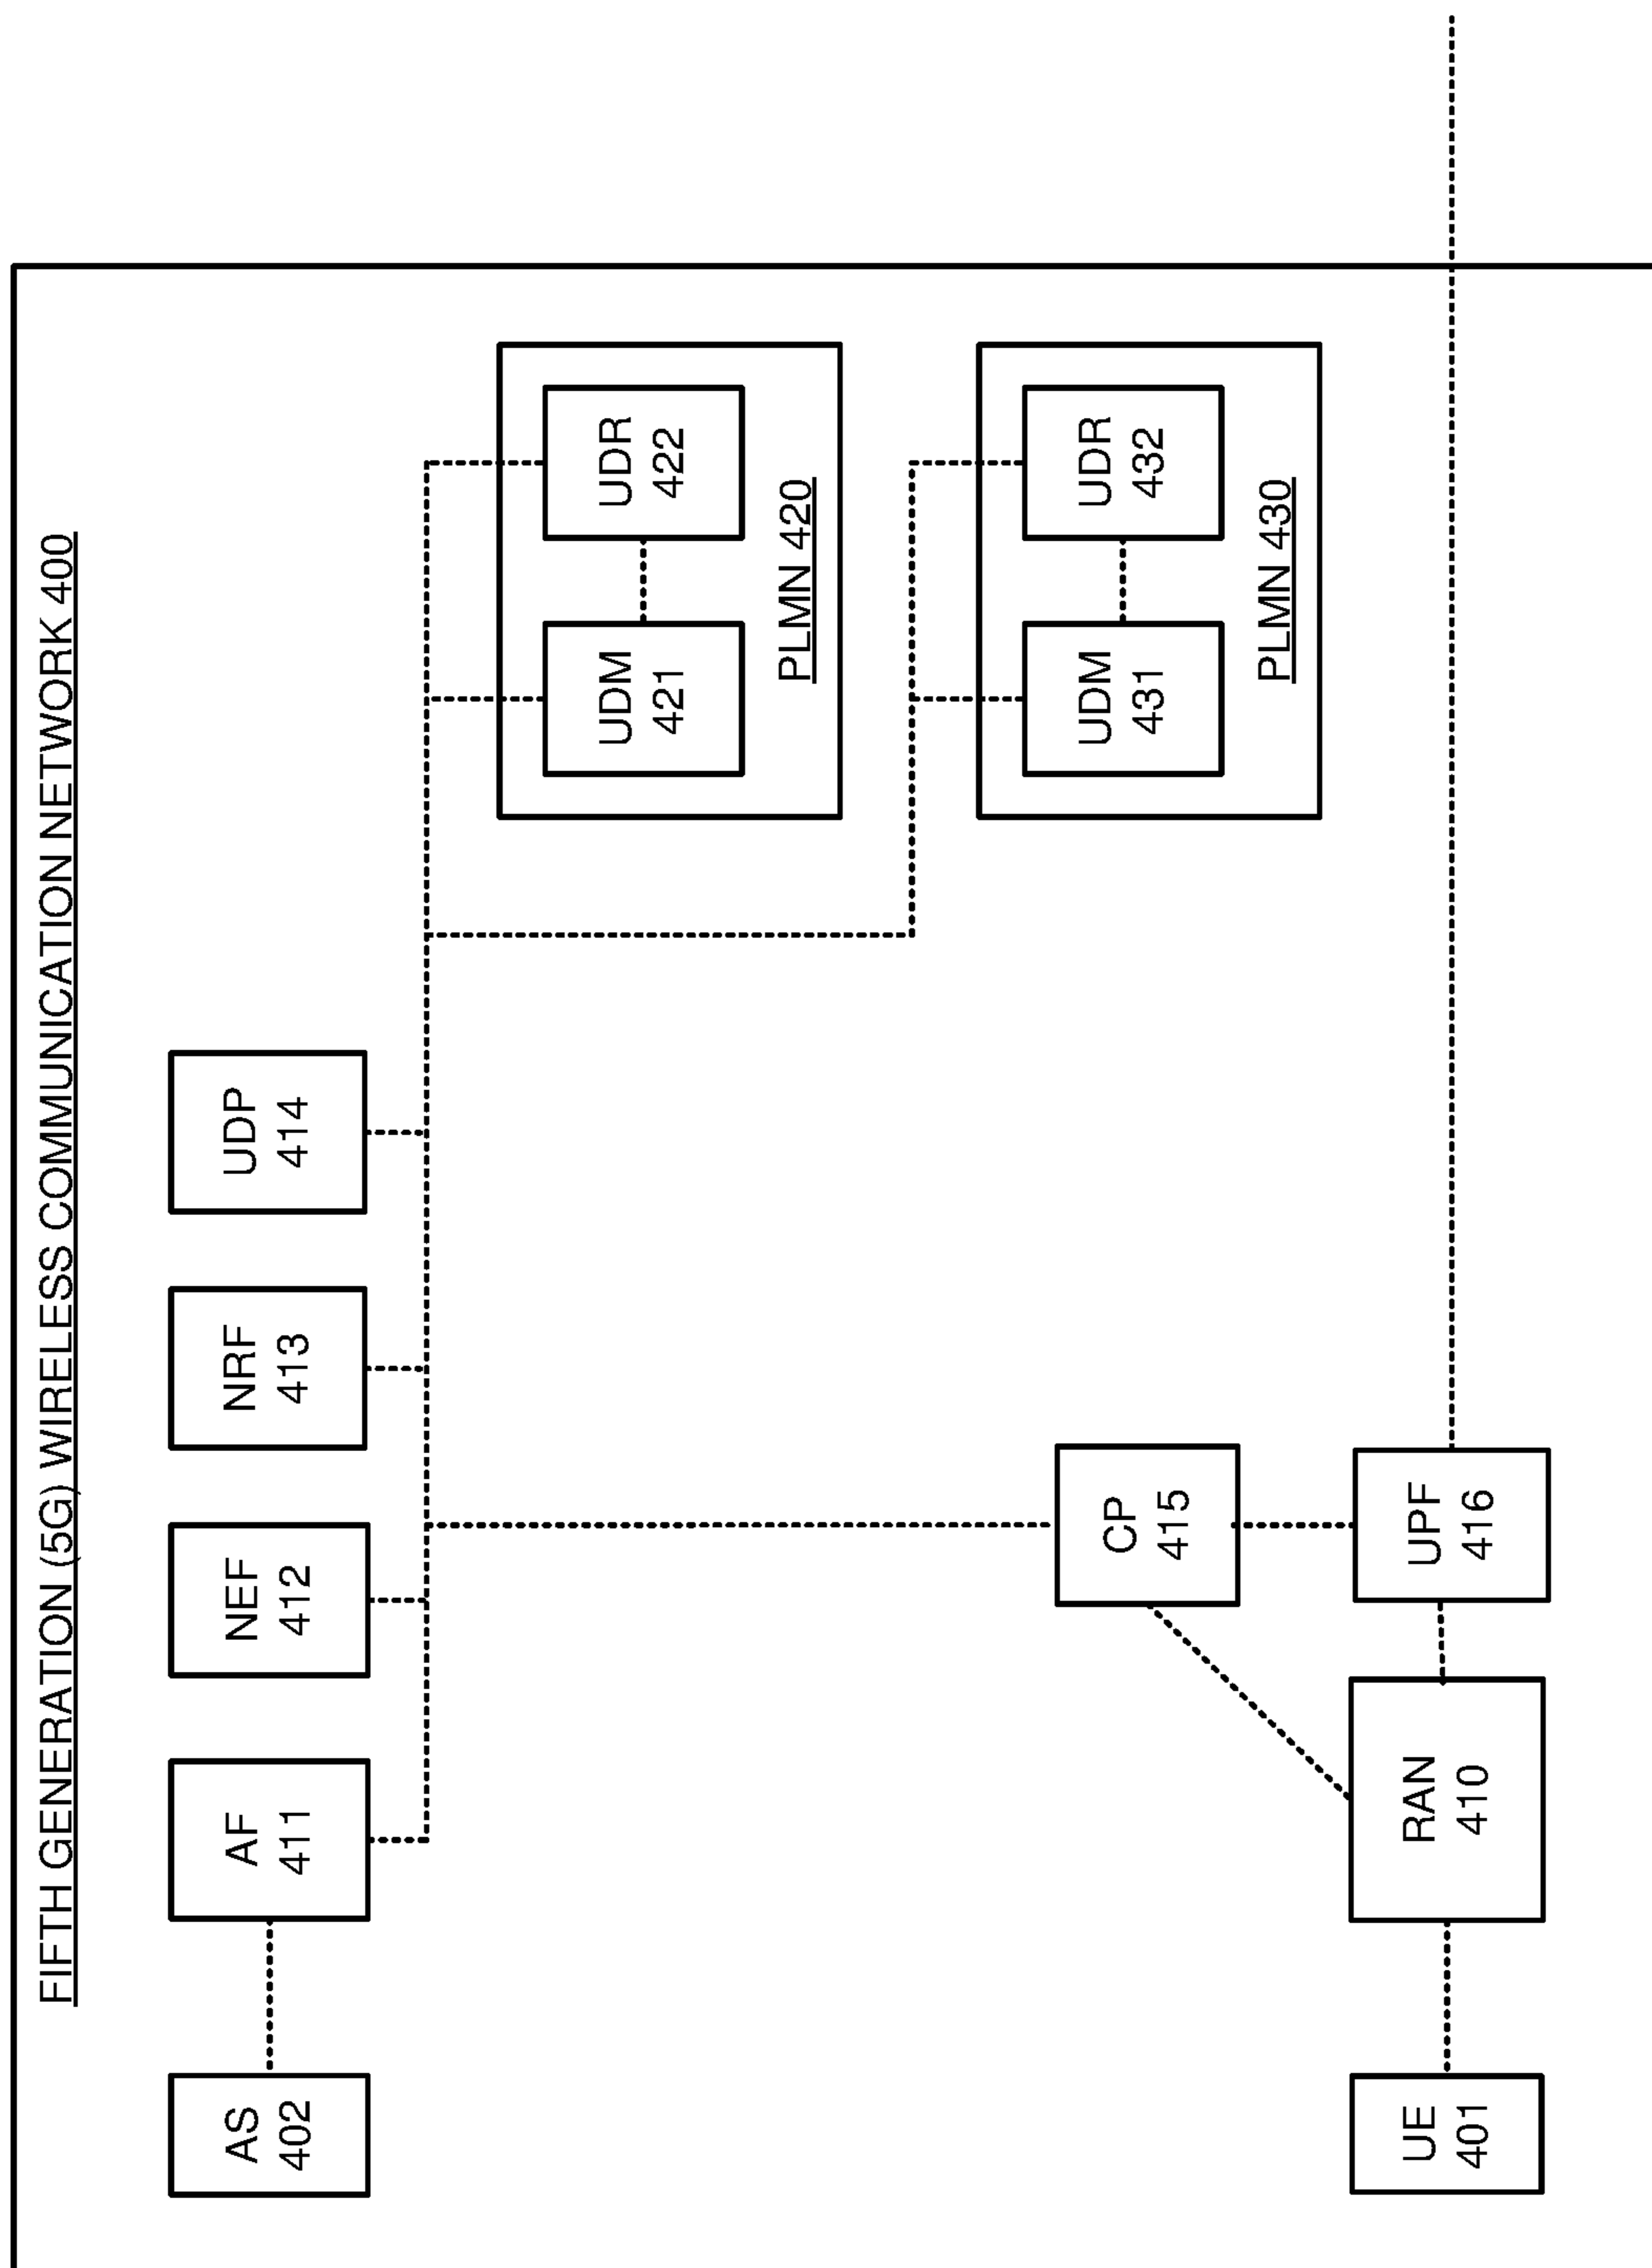 FIFTH GENERATION (5G) WIRELESS COMMUNICATION NETWORK 400
AS
402
AF
411
NEF
412
NRF
413
UDP
414
UDM
421
UDR
422
PLMN 420
UDM
431
UDR
432
PLMN 430
CP
415
UE
401
RAN
410
UPF
416